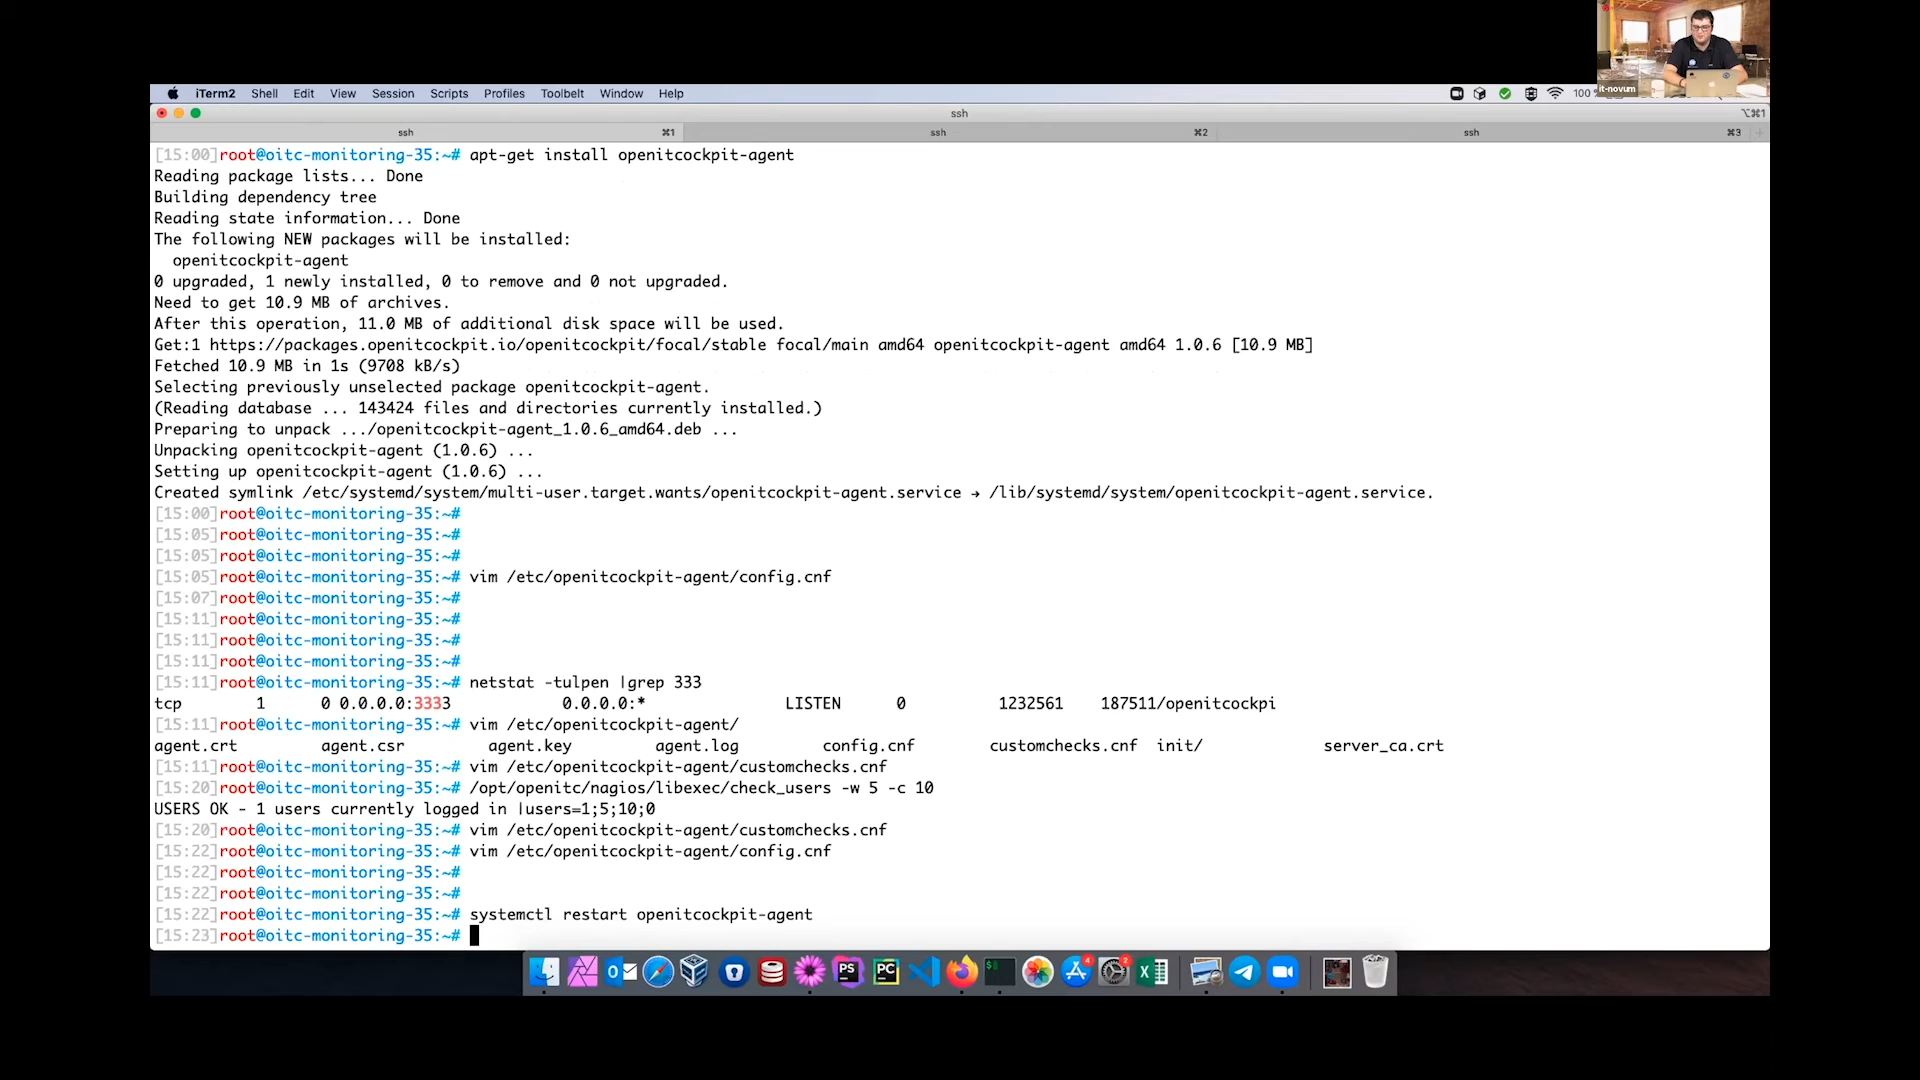 it-novum
iTerm2 Shell Edit View Session Scripts Profiles Toolbelt Window Help 100
ssh ⌥⌘1
ssh ⌘1 ssh ⌘2 ssh ⌘3
[15:00]root@oitc-monitoring-35:~# apt-get install openitcockpit-agent
Reading package lists... Done
Building dependency tree
Reading state information... Done
The following NEW packages will be installed:
openitcockpit-agent
0 upgraded, 1 newly installed, 0 to remove and 0 not upgraded.
Need to get 10.9 MB of archives.
After this operation, 11.0 MB of additional disk space will be used.
Get:1 https://packages.openitcockpit.io/openitcockpit/focal/stable focal/main amd64 openitcockpit-agent amd64 1.0.6 [10.9 MB]
Fetched 10.9 MB in 1s (9708 kB/s)
Selecting previously unselected package openitcockpit-agent.
(Reading database ... 143424 files and directories currently installed.)
Preparing to unpack .../openitcockpit-agent_1.0.6_amd64.deb ...
Unpacking openitcockpit-agent (1.0.6) ...
Setting up openitcockpit-agent (1.0.6) ...
Created symlink /etc/systemd/system/multi-user.target.wants/openitcockpit-agent.service → /lib/systemd/system/openitcockpit-agent.service.
[15:00]root@oitc-monitoring-35:~#
[15:05]root@oitc-monitoring-35:~#
[15:05]root@oitc-monitoring-35:~#
[15:05]root@oitc-monitoring-35:~# vim /etc/openitcockpit-agent/config.cnf
[15:07]root@oitc-monitoring-35:~#
[15:11]root@oitc-monitoring-35:~#
[15:11]root@oitc-monitoring-35:~#
[15:11]root@oitc-monitoring-35:~#
[15:11]root@oitc-monitoring-35:~# netstat -tulpen |grep 333
tcp 1 0 0.0.0.0:3333 0.0.0.0:* LISTEN 0 1232561 187511/openitcockpi
[15:11]root@oitc-monitoring-35:~# vim /etc/openitcockpit-agent/
agent.crt agent.csr agent.key agent.log config.cnf customchecks.cnf init/ server_ca.crt
[15:11]root@oitc-monitoring-35:~# vim /etc/openitcockpit-agent/customchecks.cnf
[15:20]root@oitc-monitoring-35:~# /opt/openitc/nagios/libexec/check_users -w 5 -c 10
USERS OK - 1 users currently logged in |users=1;5;10;0
[15:20]root@oitc-monitoring-35:~# vim /etc/openitcockpit-agent/customchecks.cnf
[15:22]root@oitc-monitoring-35:~# vim /etc/openitcockpit-agent/config.cnf
[15:22]root@oitc-monitoring-35:~#
[15:22]root@oitc-monitoring-35:~#
[15:22]root@oitc-monitoring-35:~# systemctl restart openitcockpit-agent
[15:23]root@oitc-monitoring-35:~#
PS PC $ 4 2 X